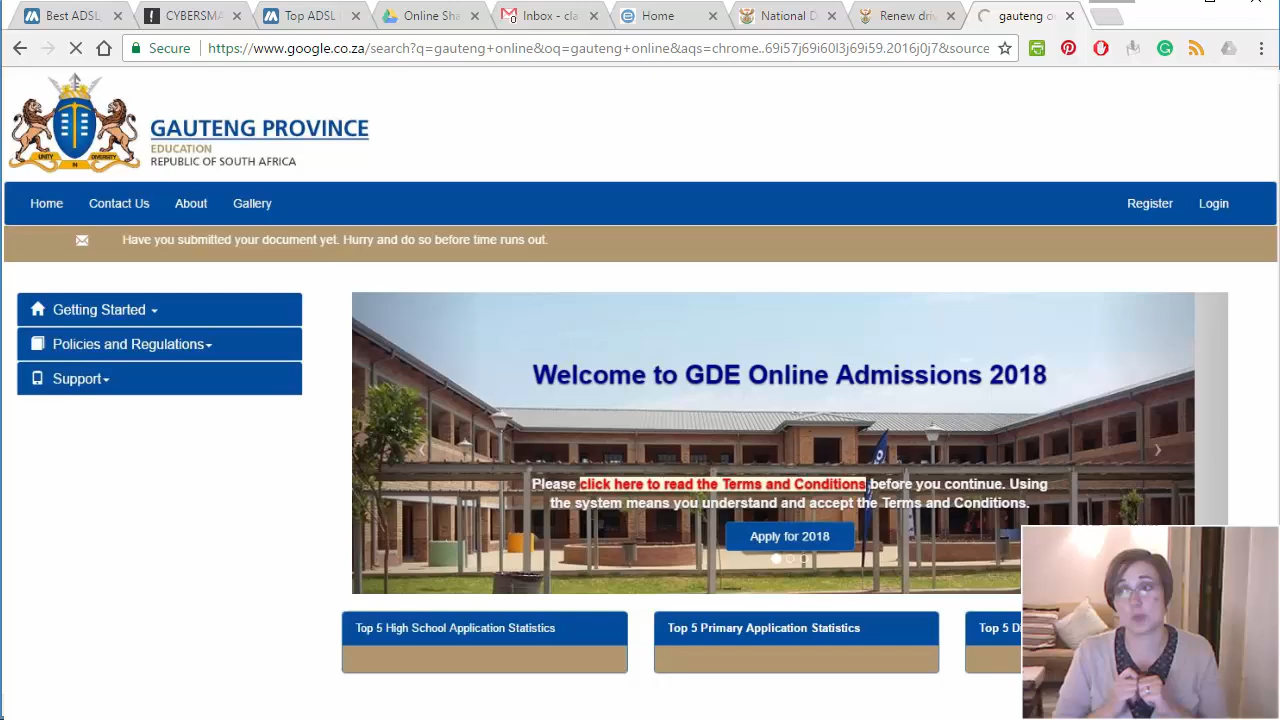 Best ADSL
CYBERSMA
Top ADSL
Online Sha
Inbox - cla
Home
National D
Renew driv
gauteng o
Secure
https://www.google.co.za/search?q=gauteng+online&oq=gauteng+online&aqs=chrome..69i57j69i60l3j69i59.2016j0j7&source
UNITY IN DIVERSITY
GAUTENG PROVINCE
EDUCATION
REPUBLIC OF SOUTH AFRICA
Home
Contact Us
About
Gallery
Register
Login
Have you submitted your document yet. Hurry and do so before time runs out.
Getting Started
Policies and Regulations
Support
Welcome to GDE Online Admissions 2018
Please click here to read the Terms and Conditions before you continue. Using
the system means you understand and accept the Terms and Conditions.
Apply for 2018
Top 5 High School Application Statistics
Top 5 Primary Application Statistics
Top 5 Di